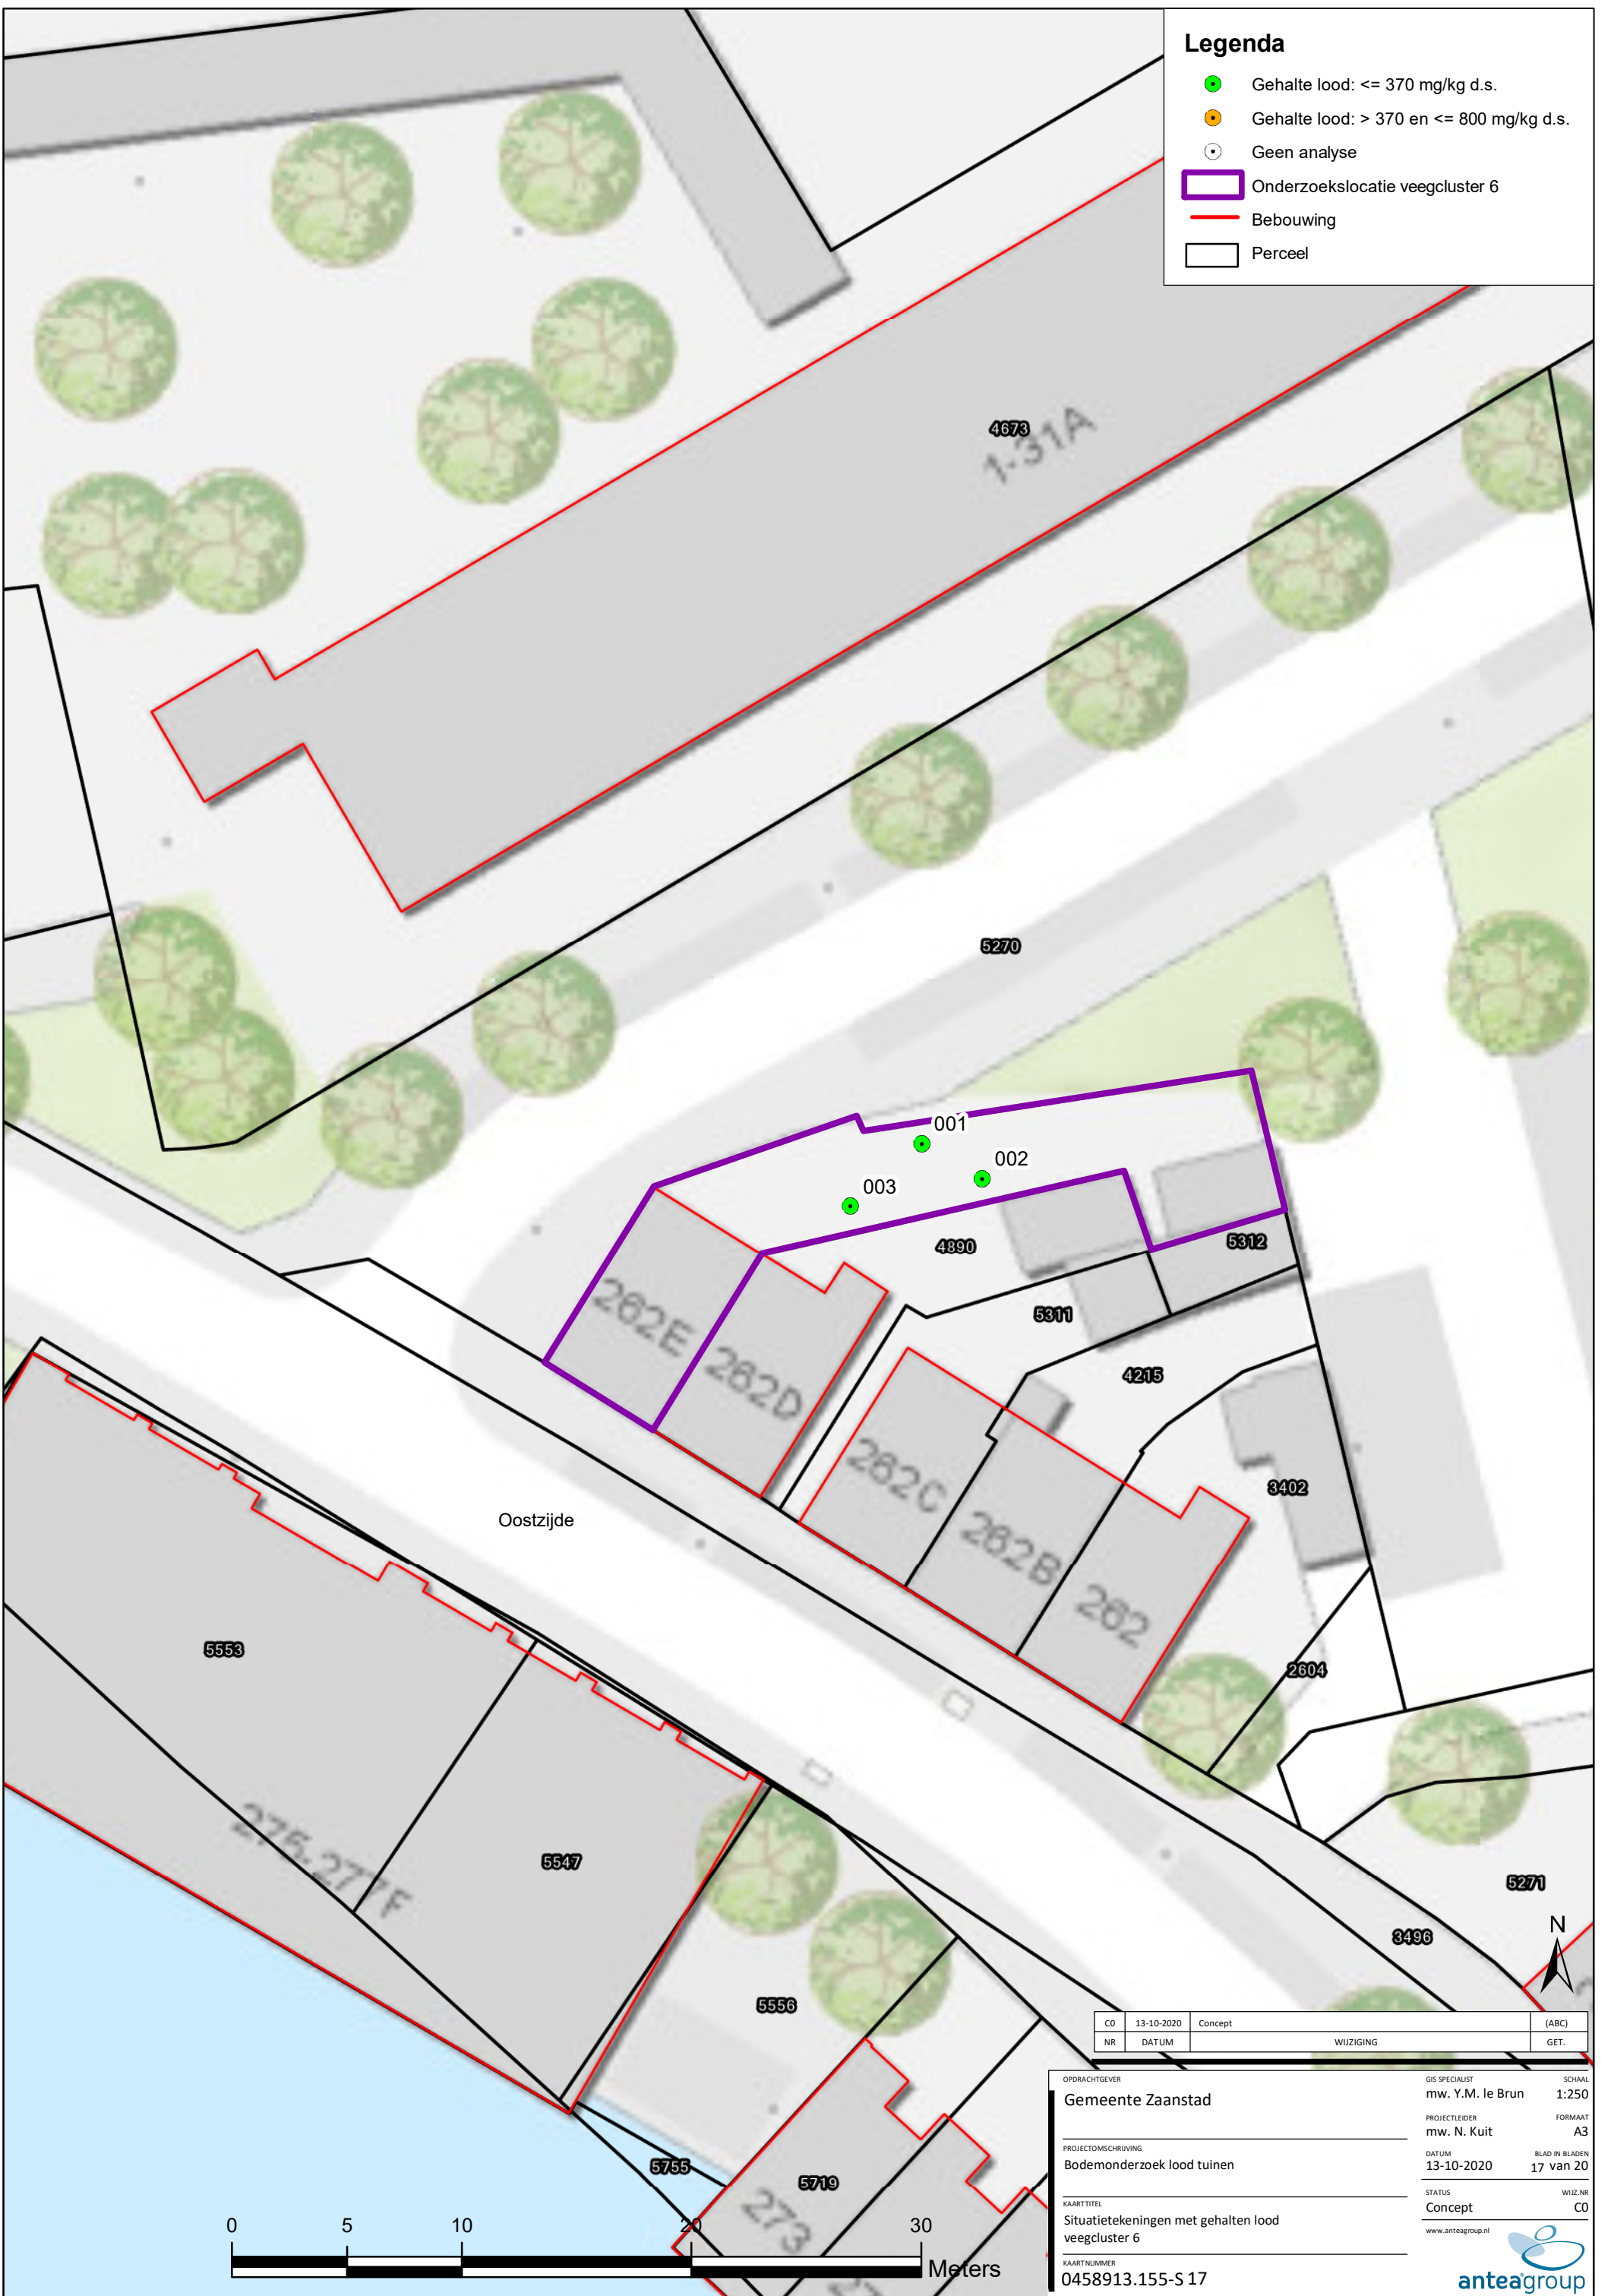 Legenda
Gehalte lood: <= 370 mg/kg d.s.
Gehalte lood: > 370 en <= 800 mg/kg d.s.
Geen analyse
Onderzoekslocatie veegcluster 6
Bebouwing
Perceel
4673
1-31A
5270
001
002
003
4890
5312
262E
5311
262D
4215
262C
3402
262B
Oostzijde
262
5553
2604
275-277F
5547
5271
3496
N
5556
C0 13-10-2020 Concept (ABC)
NR DATUM WIJZIGING GET.
5755
5719
273
0 5 10 20 30
Meters
OPDRACHTGEVER
Gemeente Zaanstad
PROJECTOMSCHRIJVING
Bodemonderzoek lood tuinen
KAARTTITEL
Situatietekeningen met gehalten lood
veegcluster 6
KAARTNUMMER
0458913.155-S 17
GIS SPECIALIST SCHAAL
mw. Y.M. le Brun 1:250
PROJECTLEIDER FORMAAT
mw. N. Kuit A3
DATUM BLAD IN BLADEN
13-10-2020 17 van 20
STATUS WIJZ.NR
Concept C0
www.anteagroup.nl
anteagroup